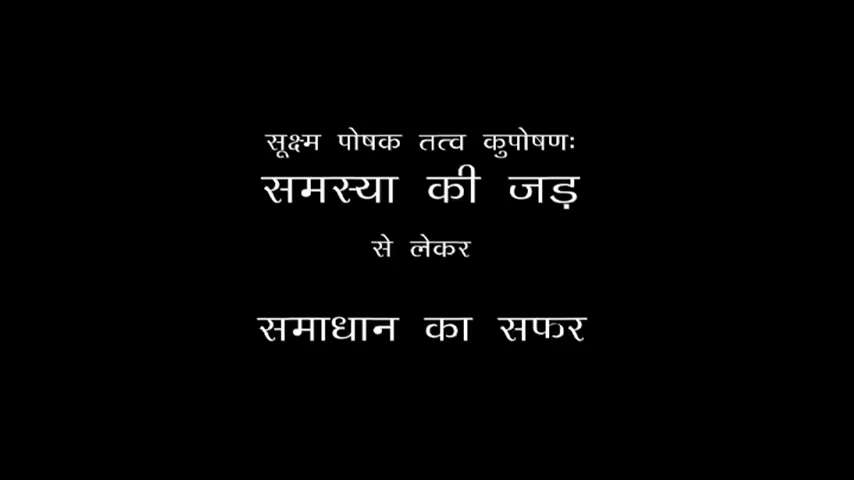 सूक्ष्म पोषक तत्व कुपोषणः
समस्या की जड़
से लेकर
समाधान का सफर